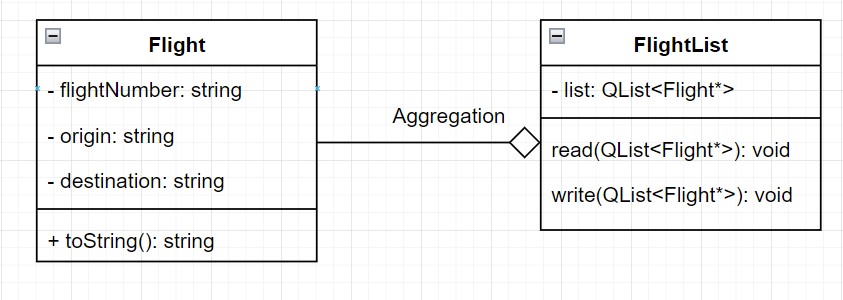 Flight
- flightNumber: string
- origin: string
- destination: string
+ toString(): string
Aggregation
FlightList
- list: QList<Flight*>
read(QList<Flight*>): void
write(QList<Flight*>): void